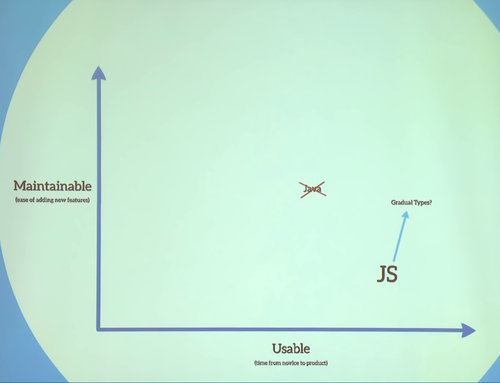 Maintainable
(ease of adding new features)
Java
Gradual Types?
JS
Usable
(time from novice to product)